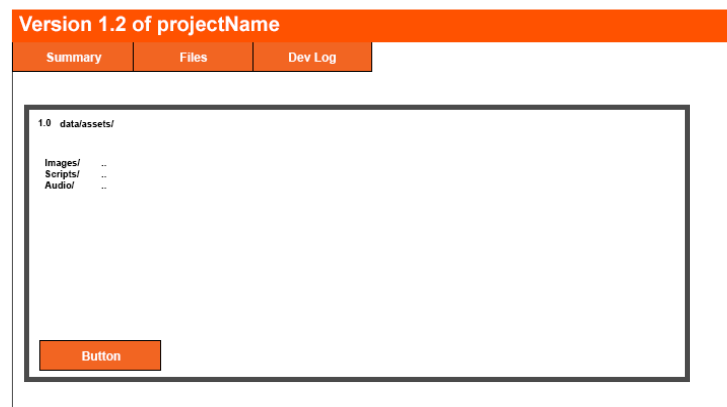 Version 1.2 of projectName
Summary Files Dev Log
1.0 data/assets/
Images/ ..
Scripts/ ..
Audio/ ..
Button